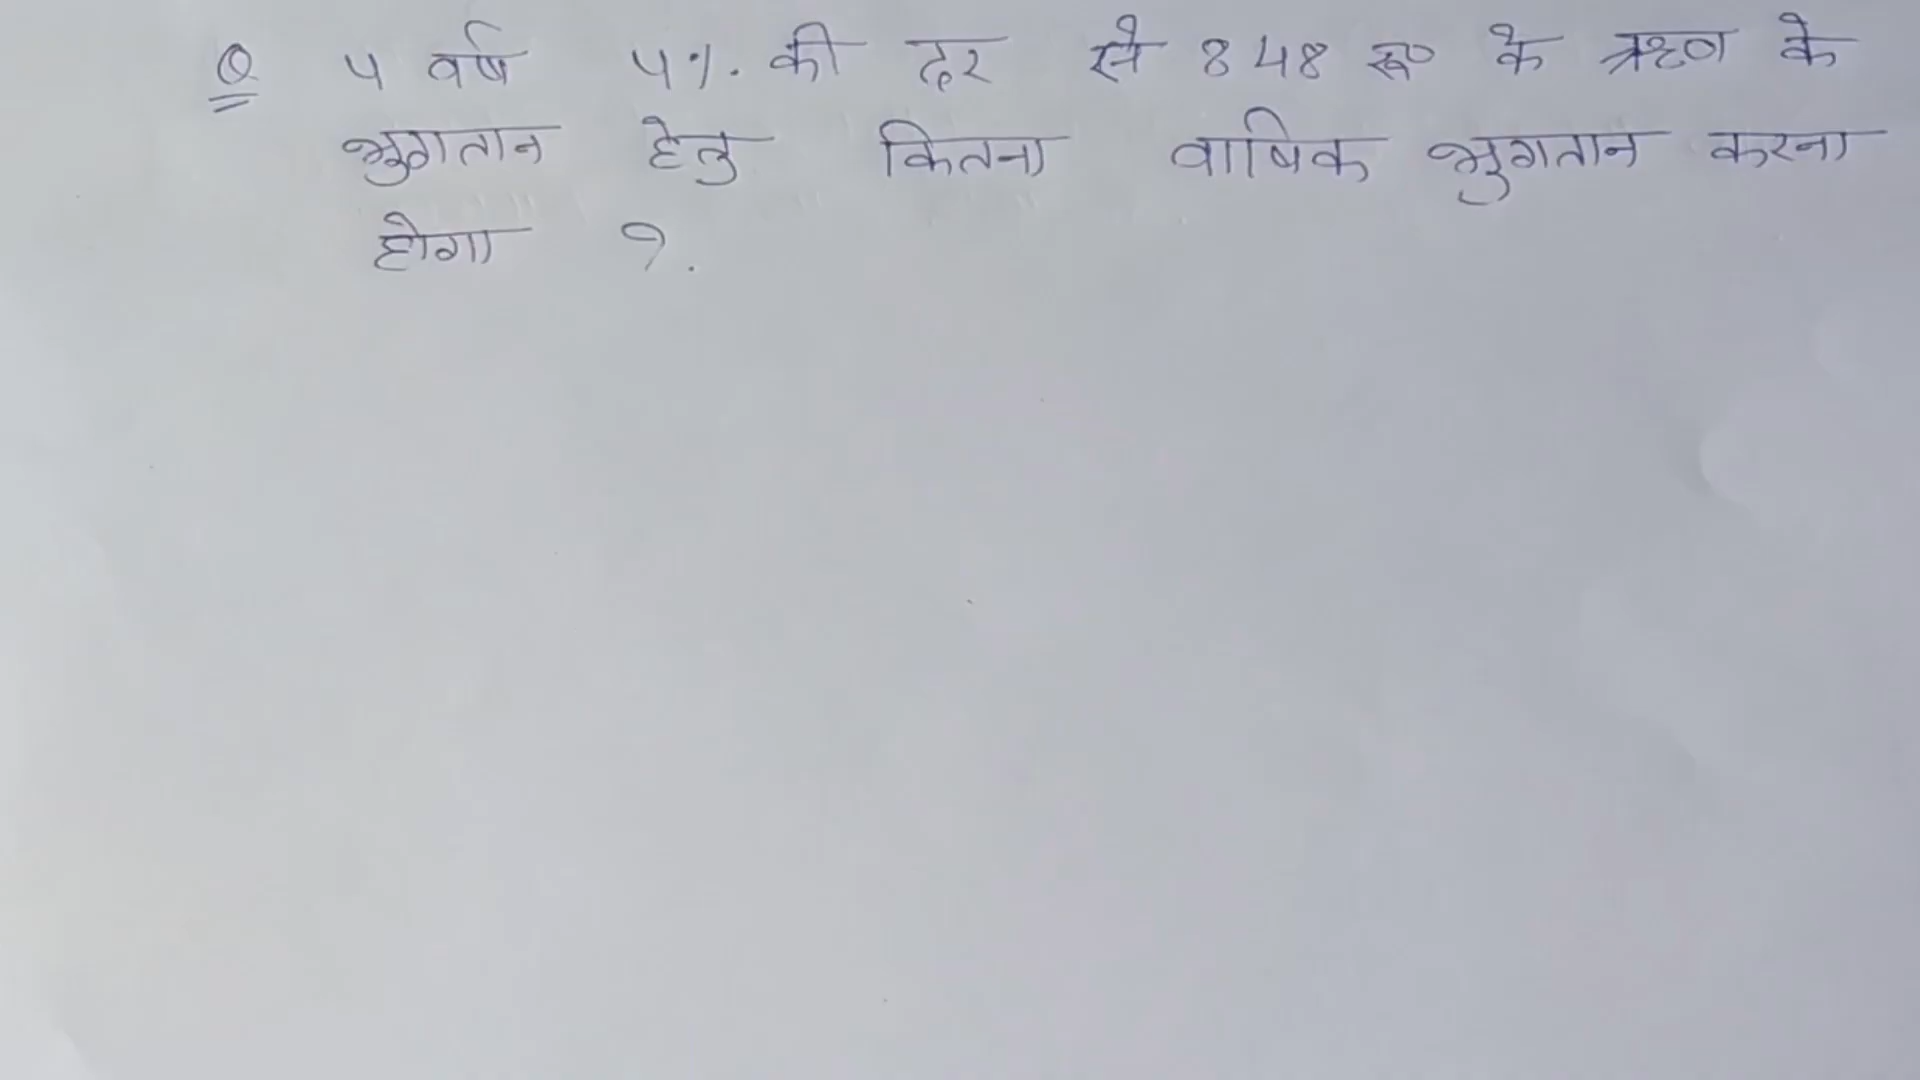 Q 4 वर्ष 4%. की दर से 848 रू० के ऋण के
भुगतान हेतु कितना वार्षिक भुगतान करना
होगा ?.